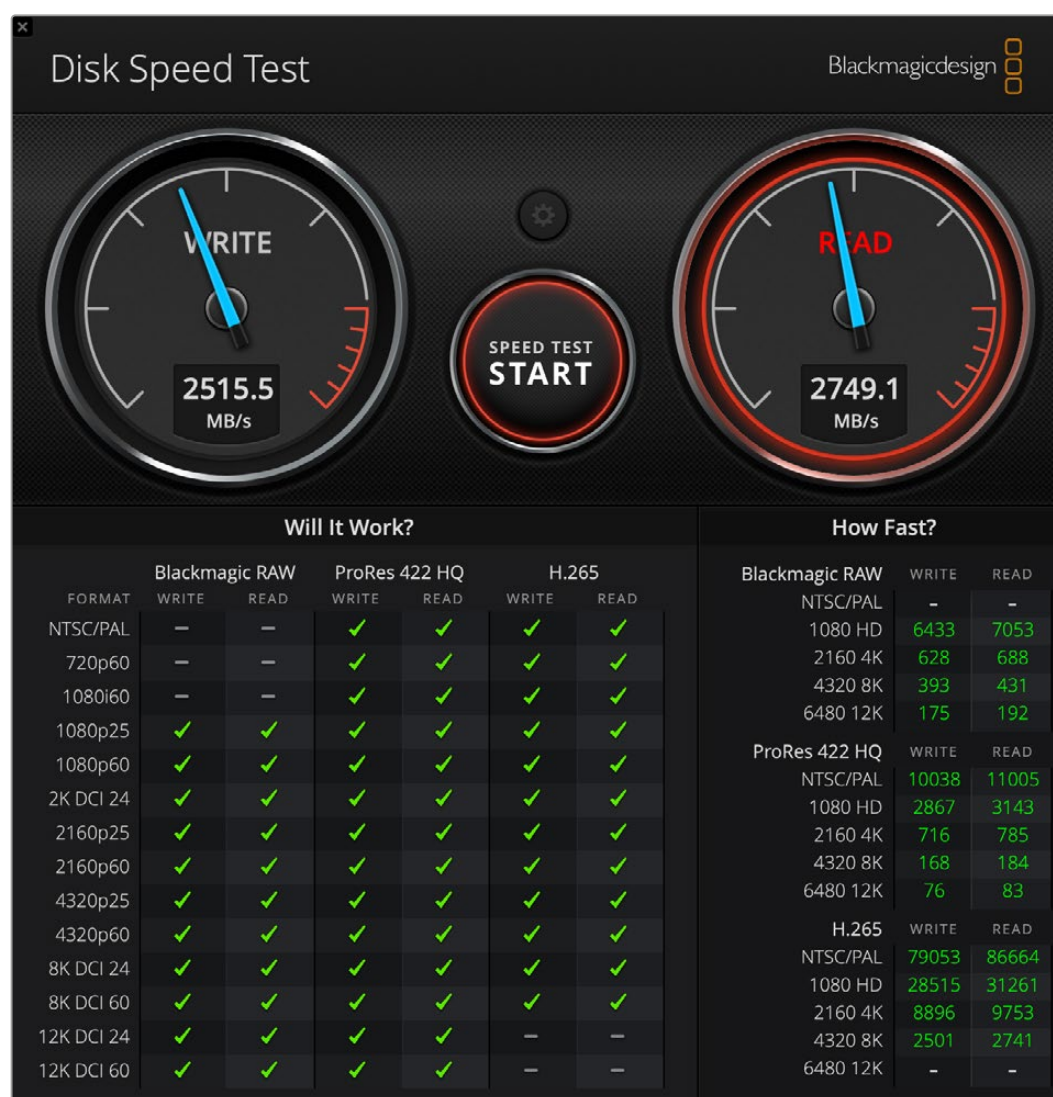 Disk Speed Test
Blackmagicdesign
WRITE
2515.5
MB/s
SPEED TEST
START
READ
2749.1
MB/s
Will It Work?
Blackmagic RAW ProRes 422 HQ H.265
FORMAT WRITE READ WRITE READ WRITE READ
NTSC/PAL – – ✓ ✓ ✓ ✓
720p60 – – ✓ ✓ ✓ ✓
1080i60 – – ✓ ✓ ✓ ✓
1080p25 ✓ ✓ ✓ ✓ ✓ ✓
1080p60 ✓ ✓ ✓ ✓ ✓ ✓
2K DCI 24 ✓ ✓ ✓ ✓ ✓ ✓
2160p25 ✓ ✓ ✓ ✓ ✓ ✓
2160p60 ✓ ✓ ✓ ✓ ✓ ✓
4320p25 ✓ ✓ ✓ ✓ ✓ ✓
4320p60 ✓ ✓ ✓ ✓ ✓ ✓
8K DCI 24 ✓ ✓ ✓ ✓ ✓ ✓
8K DCI 60 ✓ ✓ ✓ ✓ ✓ ✓
12K DCI 24 ✓ ✓ ✓ ✓ – –
12K DCI 60 ✓ ✓ ✓ ✓ – –
How Fast?
Blackmagic RAW WRITE READ
NTSC/PAL - -
1080 HD 6433 7053
2160 4K 628 688
4320 8K 393 431
6480 12K 175 192
ProRes 422 HQ WRITE READ
NTSC/PAL 10038 11005
1080 HD 2867 3143
2160 4K 716 785
4320 8K 168 184
6480 12K 76 83
H.265 WRITE READ
NTSC/PAL 79053 86664
1080 HD 28515 31261
2160 4K 8896 9753
4320 8K 2501 2741
6480 12K - -